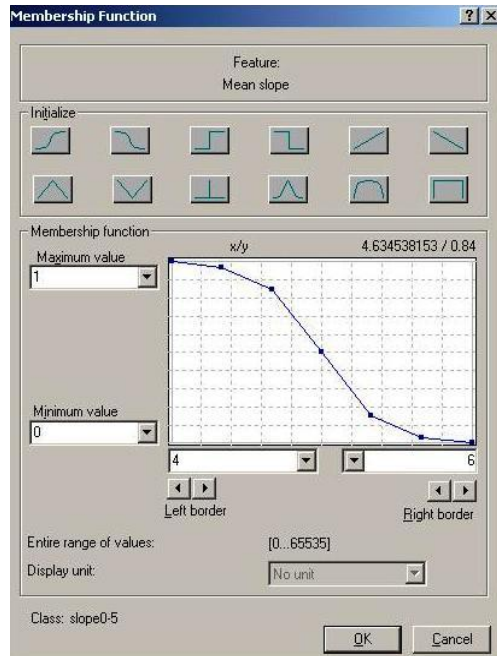 Membership Function
Feature:
Mean slope
Initialize
Membership function
x/y 4.634538153 / 0.84
Maximum value
1
Minimum value
0
4 6
Left border
Right border
Entire range of values: [0...65535]
Display unit: No unit
Class: slope0-5
OK Cancel